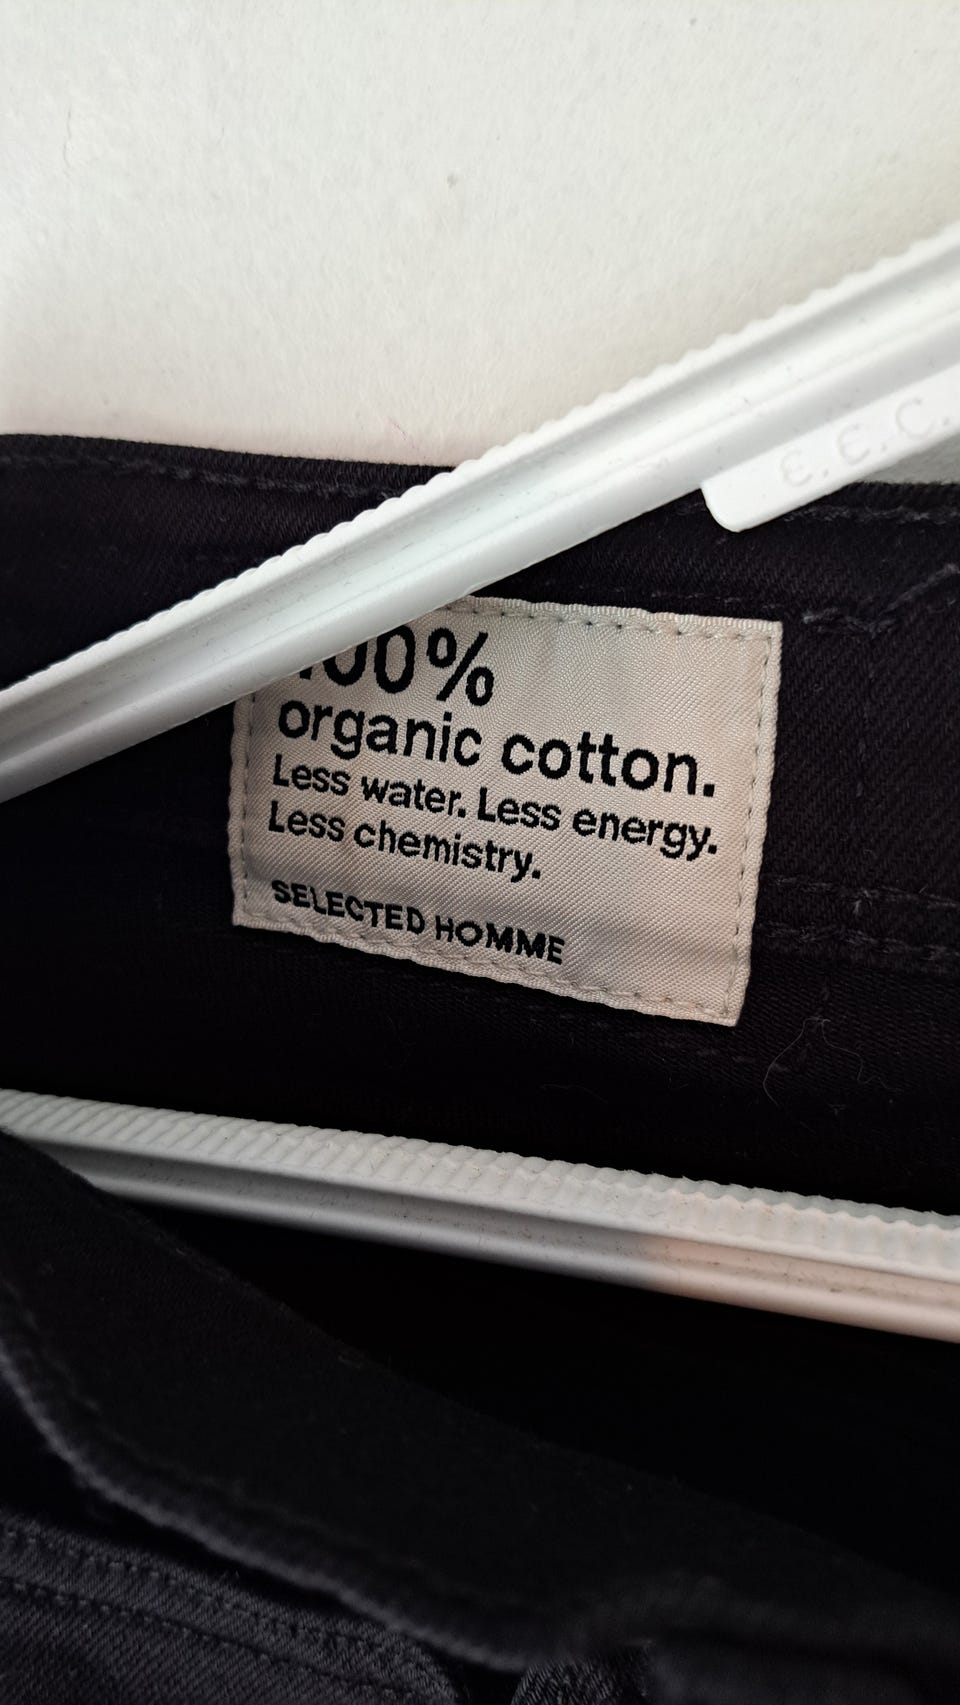 E.E.C.
100%
organic cotton.
Less water. Less energy.
Less chemistry.
SELECTED HOMME